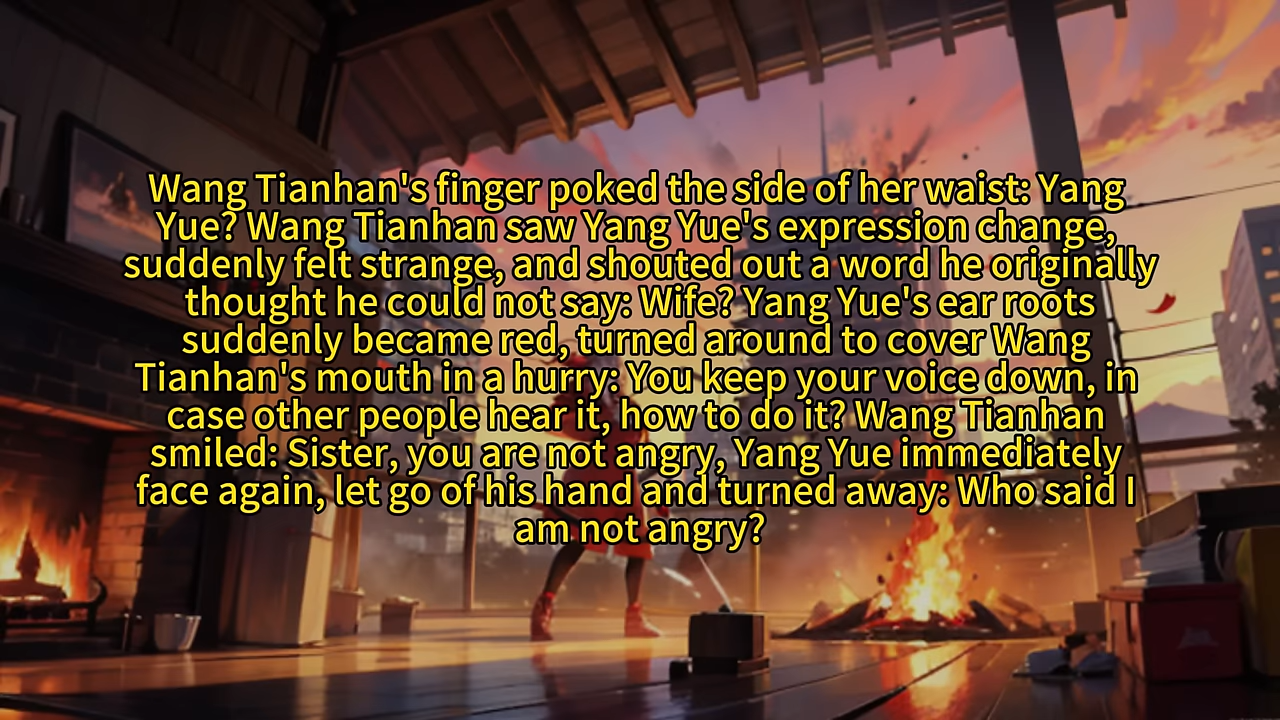 Wang Tianhan's finger poked the side of her waist: Yang
Yue? Wang Tianhan saw Yang Yue's expression change,
suddenly felt strange, and shouted out a word he originally
thought he could not say: Wife? Yang Yue's ear roots
suddenly became red, turned around to cover Wang
Tianhan's mouth in a hurry: You keep your voice down, in
case other people hear it, how to do it? Wang Tianhan
smiled: Sister, you are not angry, Yang Yue immediately
face again, let go of his hand and turned away: Who said I
am not angry?